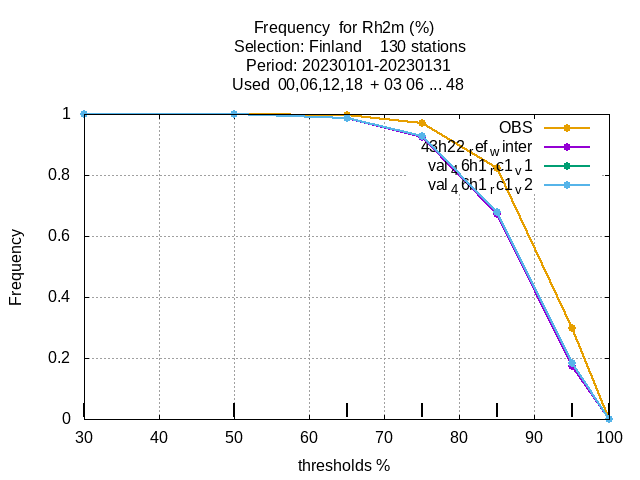 Frequency for Rh2m (%)
Selection: Finland 130 stations
Period: 20230101-20230131
Used 00,06,12,18 + 03 06 ... 48
OBS
43h22_ref_winter
val_46h1_rc1_v1
val_46h1_rc1_v2
1
0.8
0.6
0.4
0.2
0
Frequency
30 40 50 60 70 80 90 100
thresholds %